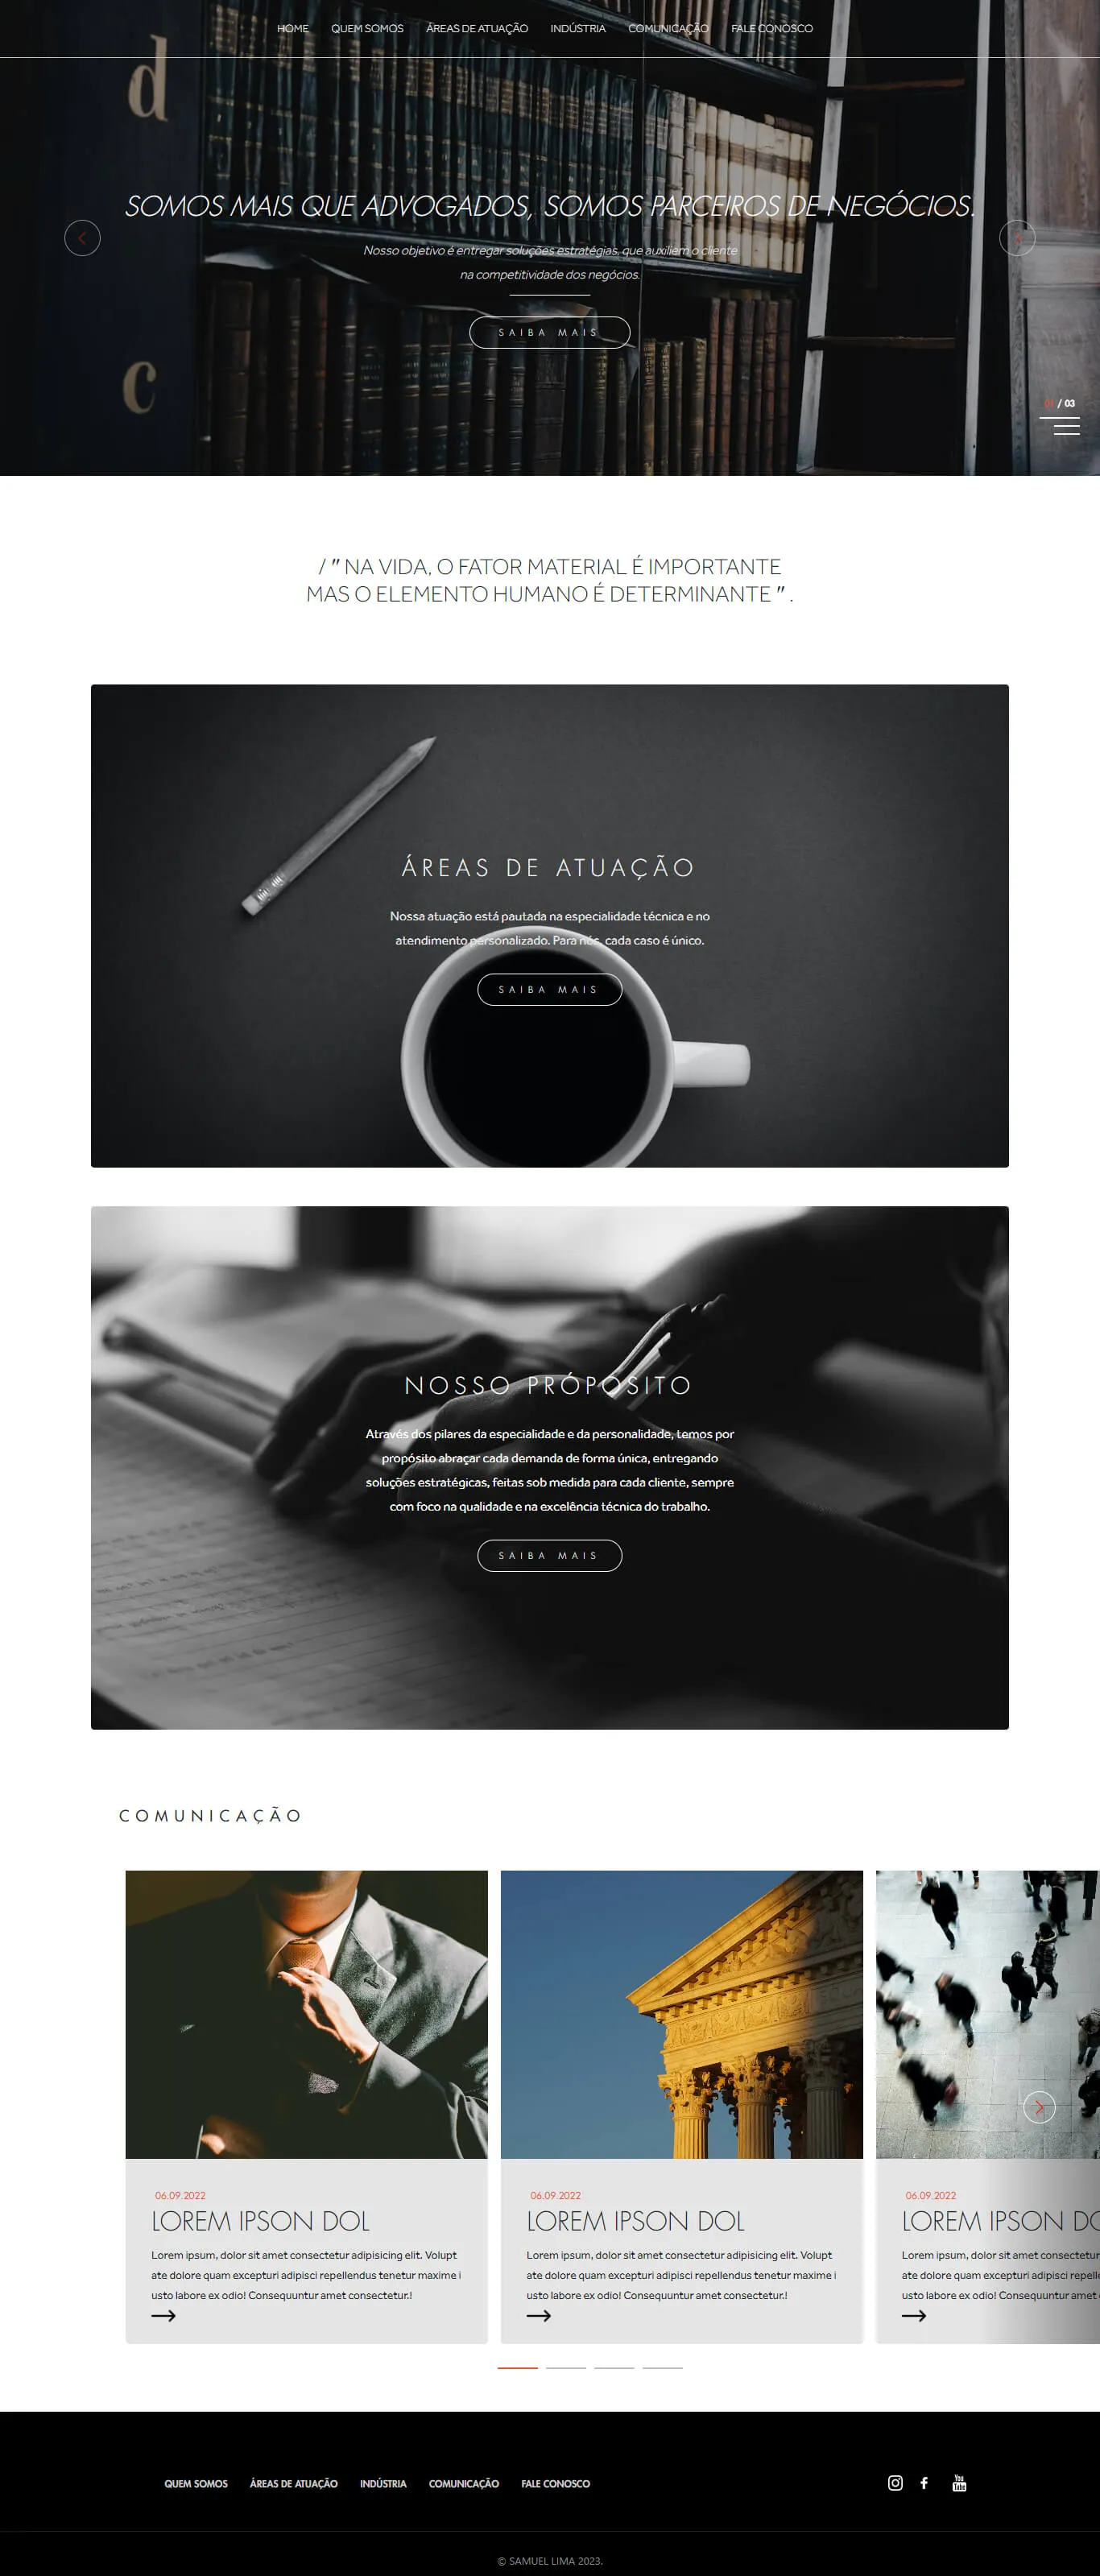 HOME QUEM SOMOS ÁREAS DE ATUAÇÃO INDÚSTRIA COMUNICAÇÃO FALE CONOSCO
d
SOMOS MAIS QUE ADVOGADOS, SOMOS PARCEIROS DE NEGÓCIOS.
Nosso objetivo é entregar soluções estratégias, que auxiliem o cliente
na competitividade dos negócios.
SAIBA MAIS
c
01 / 03
/ " NA VIDA, O FATOR MATERIAL É IMPORTANTE
MAS O ELEMENTO HUMANO É DETERMINANTE " .
ÁREAS DE ATUAÇÃO
Nossa atuação está pautada na especialidade técnica e no
atendimento personalizado. Para nós, cada caso é único.
SAIBA MAIS
NOSSO PRÓPOSITO
Através dos pilares da especialidade e da personalidade, temos por
propósito abraçar cada demanda de forma única, entregando
soluções estratégicas, feitas sob medida para cada cliente, sempre
com foco na qualidade e na excelência técnica do trabalho.
SAIBA MAIS
COMUNICAÇÃO
06.09.2022
LOREM IPSON DOL
Lorem ipsum, dolor sit amet consectetur adipisicing elit. Volupt
ate dolore quam excepturi adipisci repellendus tenetur maxime i
usto labore ex odio! Consequuntur amet consectetur.!
06.09.2022
LOREM IPSON DOL
Lorem ipsum, dolor sit amet consectetur adipisicing elit. Volupt
ate dolore quam excepturi adipisci repellendus tenetur maxime i
usto labore ex odio! Consequuntur amet consectetur.!
06.09.2022
LOREM IPSON DO
Lorem ipsum, dolor sit amet consectetur
ate dolore quam excepturi adipisci repelle
usto labore ex odio! Consequuntur amet
QUEM SOMOS ÁREAS DE ATUAÇÃO INDÚSTRIA COMUNICAÇÃO FALE CONOSCO
You
Tube
© SAMUEL LIMA 2023.